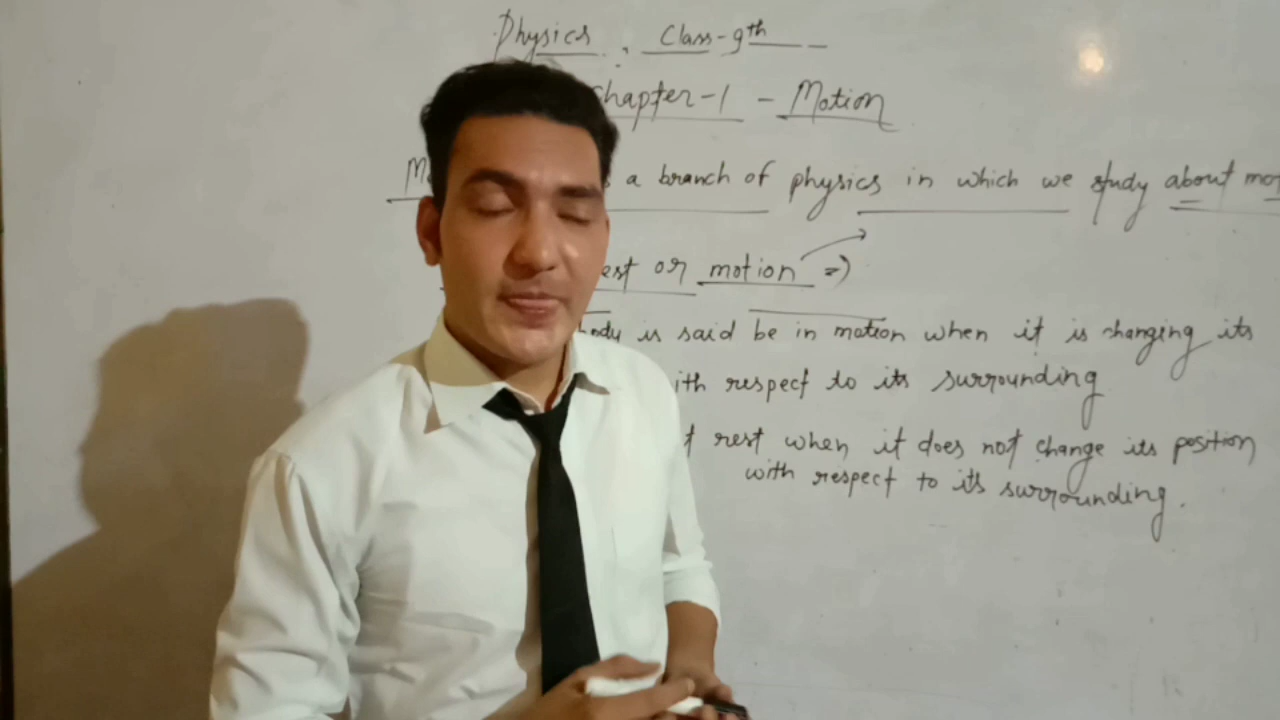 Physics, Class-9th
Chapter-1 - Motion
a branch of physics in which we study about
or motion =>
body is said be in motion when it is changing its
respect to its surrounding
rest when it does not change its position
with respect to its surrounding.